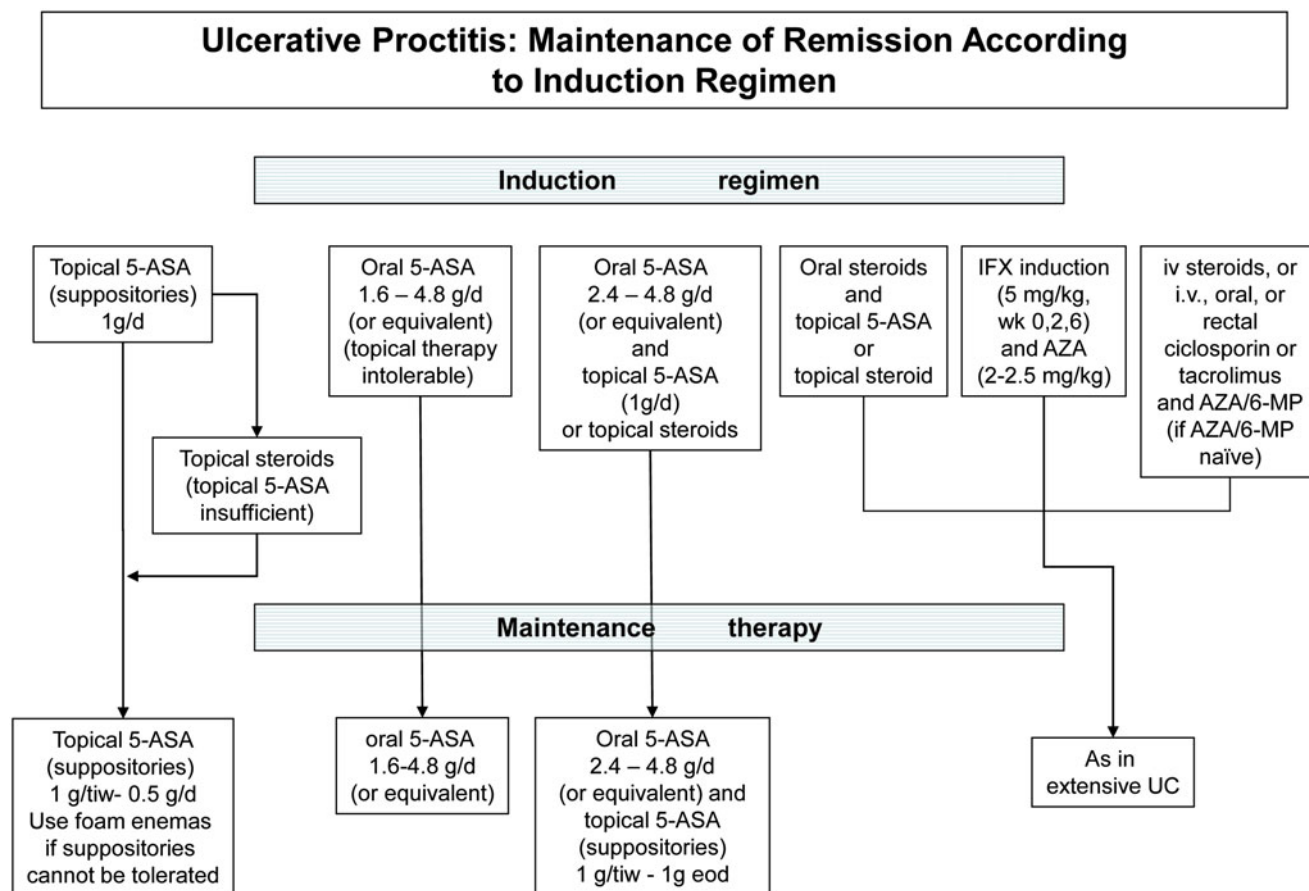 Ulcerative Proctitis: Maintenance of Remission According
to Induction Regimen
Induction regimen
Topical 5-ASA
(suppositories)
1g/d
Oral 5-ASA
1.6 – 4.8 g/d
(or equivalent)
(topical therapy
intolerable)
Oral 5-ASA
2.4 – 4.8 g/d
(or equivalent)
and
topical 5-ASA
(1g/d)
or topical steroids
Oral steroids
and
topical 5-ASA
or
topical steroid
IFX induction
(5 mg/kg,
wk 0,2,6)
and AZA
(2-2.5 mg/kg)
iv steroids, or
i.v., oral, or
rectal
ciclosporin or
tacrolimus
and AZA/6-MP
(if AZA/6-MP
naïve)
Topical steroids
(topical 5-ASA
insufficient)
Maintenance therapy
Topical 5-ASA
(suppositories)
1 g/tiw- 0.5 g/d
Use foam enemas
if suppositories
cannot be tolerated
oral 5-ASA
1.6-4.8 g/d
(or equivalent)
Oral 5-ASA
2.4 – 4.8 g/d
(or equivalent) and
topical 5-ASA
(suppositories)
1 g/tiw - 1g eod
As in
extensive UC